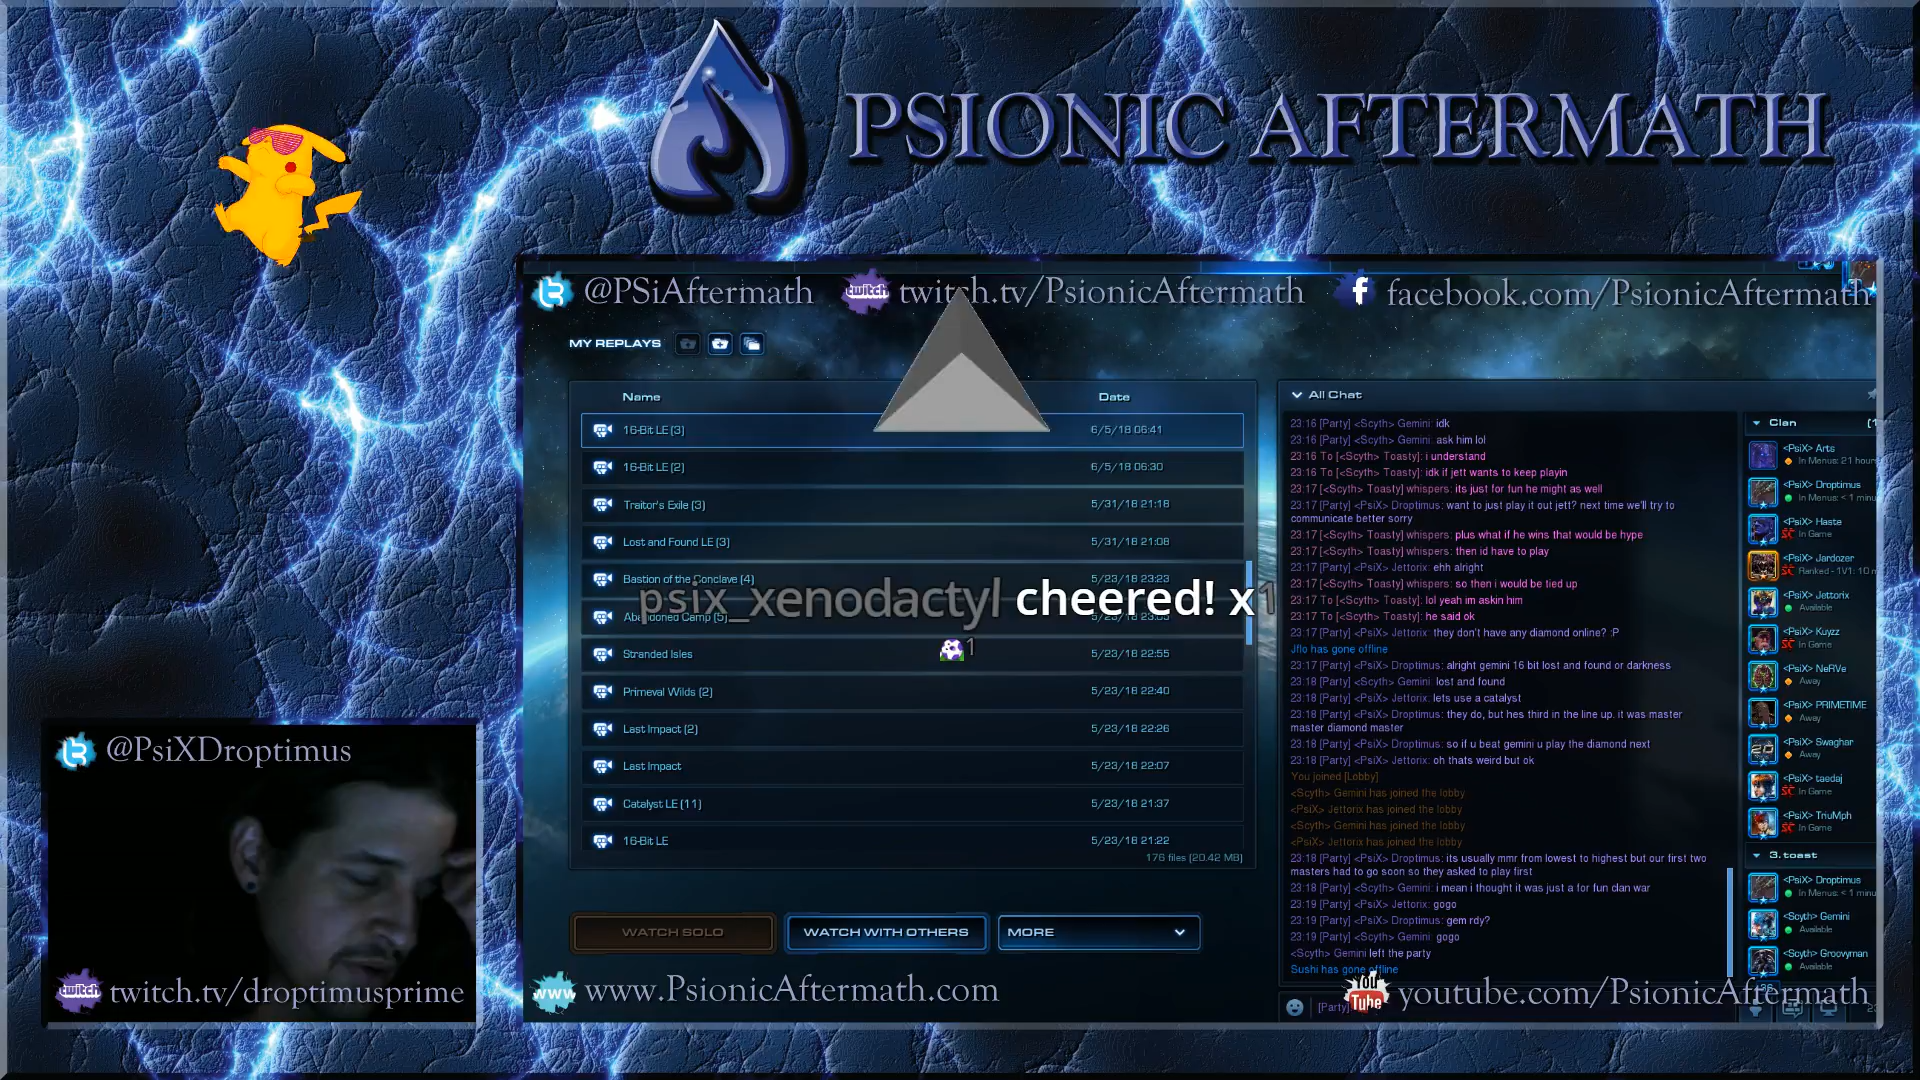 PSIONIC AFTERMATH
@PSiAftermath
twitch.tv/PsionicAftermath
facebook.com/PsionicAftermath
MY REPLAYS
Name
Date
16-Bit LE (3)
6/5/18 06:41
16-Bit LE (2)
6/5/18 06:30
Traitor's Exile (3)
5/31/18 21:18
Lost and Found LE (3)
5/31/18 21:08
Bastion of the Conclave (4)
5/23/18 23:23
Abandoned Camp (5)
psix_xenodactyl cheered! x1
1
Stranded Isles
5/23/18 22:55
Primeval Wilds (2)
5/23/18 22:40
Last Impact (2)
5/23/18 22:26
Last Impact
5/23/18 22:07
Catalyst LE (11)
5/23/18 21:37
16-Bit LE
5/23/18 21:22
176 files (20.42 MB)
WATCH SOLO
WATCH WITH OTHERS
MORE
www.PsionicAftermath.com
All Chat
23:16 [Party] <Scyth> Gemini: idk
23:16 [Party] <Scyth> Gemini: ask him lol
23:16 To [<Scyth> Toasty]: i understand
23:16 To [<Scyth> Toasty]: idk if jett wants to keep playin
23:17 [<Scyth> Toasty] whispers: its just for fun he might as well
23:17 [Party] <PsiX> Droptimus: want to just play it out jett? next time we'll try to
communicate better sorry
23:17 [<Scyth> Toasty] whispers: plus what if he wins that would be hype
23:17 [<Scyth> Toasty] whispers: then id have to play
23:17 [Party] <PsiX> Jettorix: ehh alright
23:17 [<Scyth> Toasty] whispers: so then i would be tied up
23:17 To [<Scyth> Toasty]: lol yeah im askin him
23:17 To [<Scyth> Toasty]: he said ok
23:17 [Party] <PsiX> Jettorix: they don't have any diamond online? :P
Jflo has gone offline
23:17 [Party] <PsiX> Droptimus: alright gemini 16 bit lost and found or darkness
23:18 [Party] <Scyth> Gemini: lost and found
23:18 [Party] <PsiX> Jettorix: lets use a catalyst
23:18 [Party] <PsiX> Droptimus: they do, but hes third in the line up. it was master
master diamond master
23:18 [Party] <PsiX> Droptimus: so if u beat gemini u play the diamond next
23:18 [Party] <PsiX> Jettorix: oh thats weird but ok
You joined [Lobby]
<Scyth> Gemini has joined the lobby
<PsiX> Jettorix has joined the lobby
<Scyth> Gemini has joined the lobby
<PsiX> Jettorix has joined the lobby
23:18 [Party] <PsiX> Droptimus: its usually mmr from lowest to highest but our first two
masters had to go soon so they asked to play first
23:18 [Party] <Scyth> Gemini: i mean i thought it was just a for fun clan war
23:19 [Party] <PsiX> Jettorix: gogo
23:19 [Party] <PsiX> Droptimus: gem rdy?
23:19 [Party] <Scyth> Gemini: gogo
<Scyth> Gemini left the party
Sushi has gone offline
[Party]
youtube.com/PsionicAftermath
Clan
<PsiX> Arts
In Menus: 21 hour
<PsiX> Droptimus
In Menus: < 1 minu
<PsiX> Haste
In Game
<PsiX> Jardozer
Ranked - 1V1: 10 m
<PsiX> Jettorix
Available
<PsiX> Kuyzz
In Game
<PsiX> NeRVe
Away
<PsiX> PRIMETIME
Away
<PsiX> Swaghar
Away
<PsiX> taedaj
In Game
<PsiX> TriuMph
In Game
3.toast
<PsiX> Droptimus
In Menus: < 1 minu
<Scyth> Gemini
Available
<Scyth> Groovyman
Available
@PsiXDroptimus
twitch.tv/droptimusprime